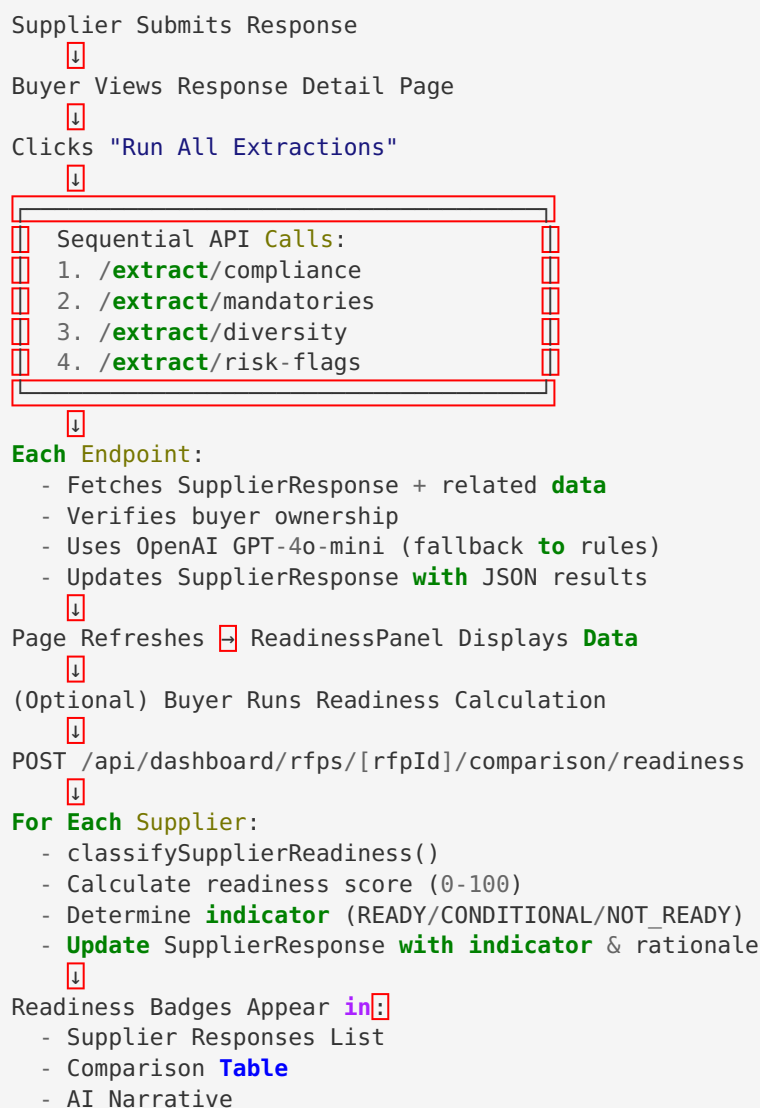 Supplier Submits Response
↓
Buyer Views Response Detail Page
↓
Clicks "Run All Extractions"
↓
┌──────────────────────────────────┐
│  Sequential API Calls:           │
│  1. /extract/compliance          │
│  2. /extract/mandatories         │
│  3. /extract/diversity           │
│  4. /extract/risk-flags          │
└──────────────────────────────────┘
↓
Each Endpoint:
- Fetches SupplierResponse + related data
- Verifies buyer ownership
- Uses OpenAI GPT-4o-mini (fallback to rules)
- Updates SupplierResponse with JSON results
↓
Page Refreshes → ReadinessPanel Displays Data
↓
(Optional) Buyer Runs Readiness Calculation
↓
POST /api/dashboard/rfps/[rfpId]/comparison/readiness
↓
For Each Supplier:
- classifySupplierReadiness()
- Calculate readiness score (0-100)
- Determine indicator (READY/CONDITIONAL/NOT_READY)
- Update SupplierResponse with indicator & rationale
↓
Readiness Badges Appear in:
- Supplier Responses List
- Comparison Table
- AI Narrative